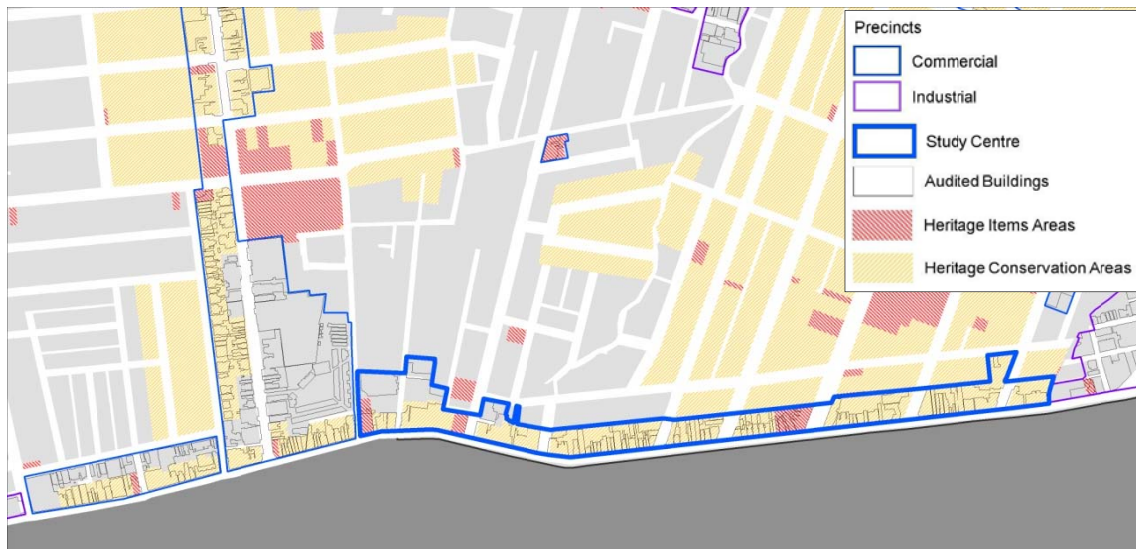 Precincts
Commercial
Industrial
Study Centre
Audited Buildings
Heritage Items Areas
Heritage Conservation Areas